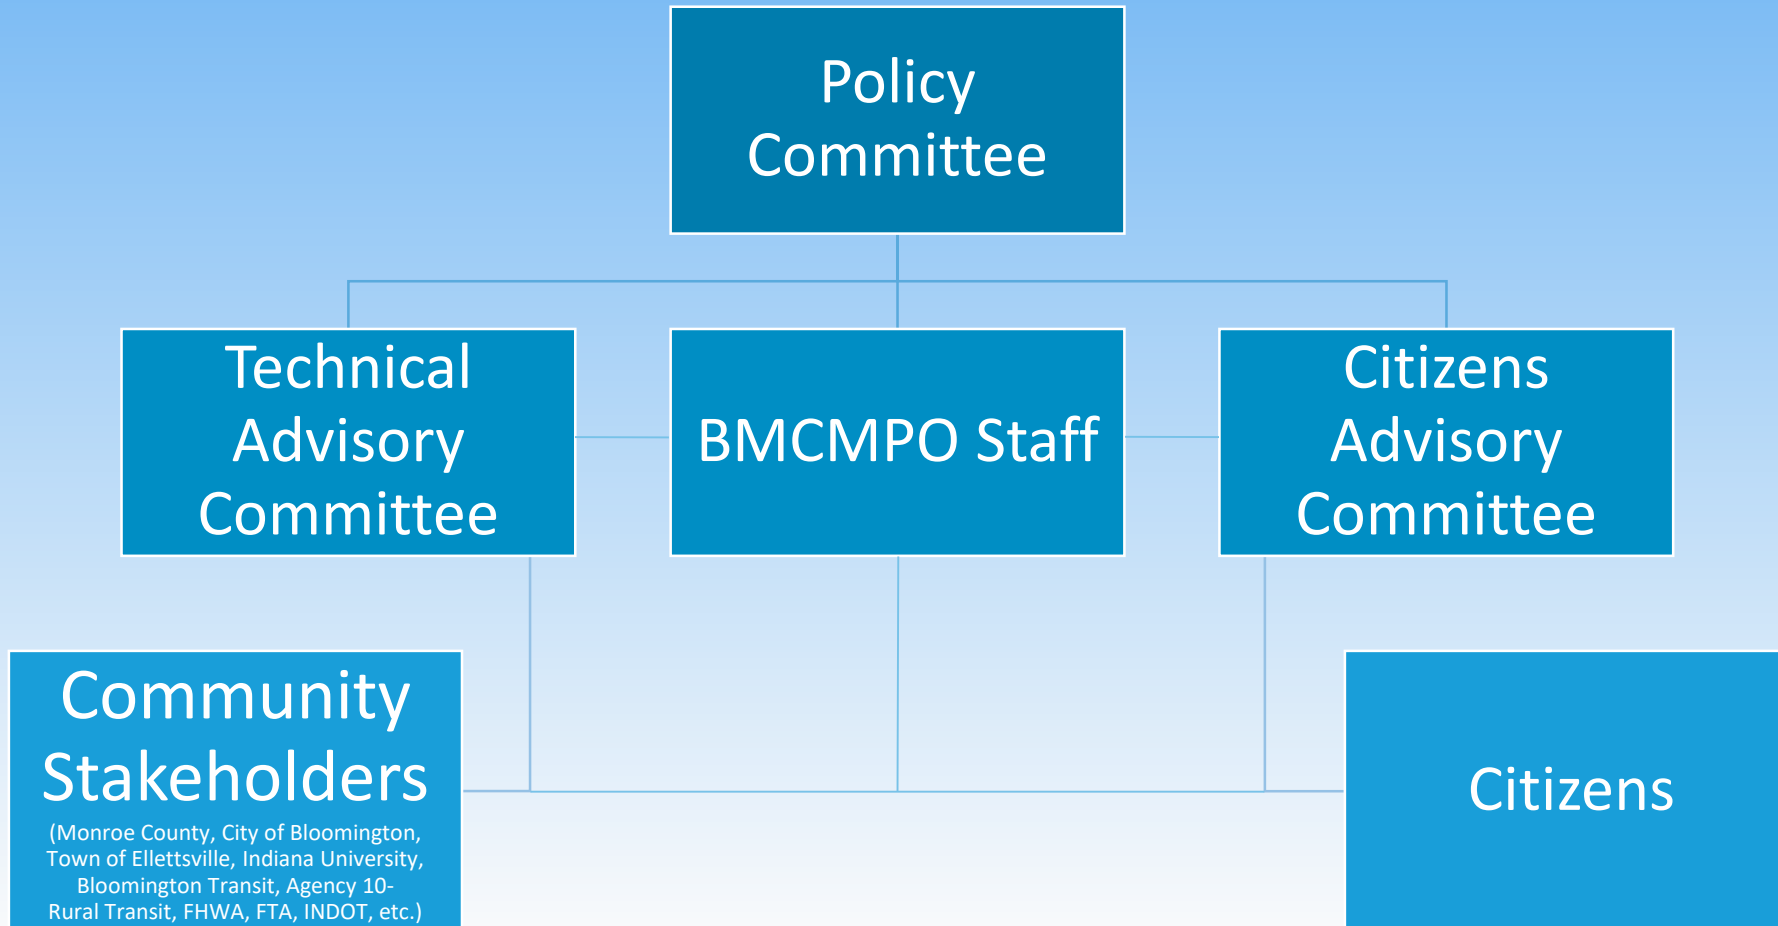 Policy
Committee
Technical
Advisory
Committee
BMCMPO Staff
Citizens
Advisory
Committee
Community
Stakeholders
(Monroe County, City of Bloomington,
Town of Ellettsville, Indiana University,
Bloomington Transit, Agency 10-
Rural Transit, FHWA, FTA, INDOT, etc.)
Citizens